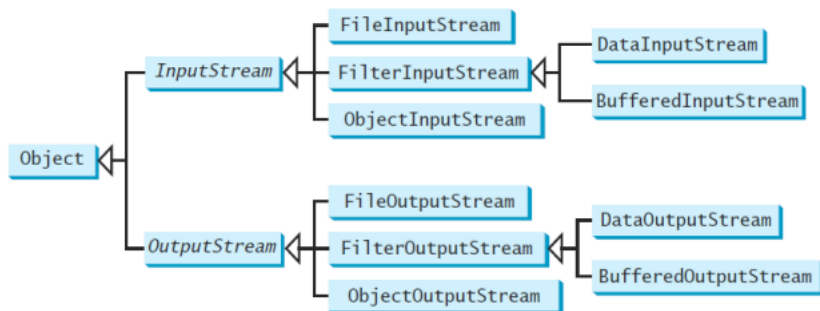 Object
InputStream
FileInputStream
FilterInputStream
ObjectInputStream
DataInputStream
BufferedInputStream
OutputStream
FileOutputStream
FilterOutputStream
ObjectOutputStream
DataOutputStream
BufferedOutputStream